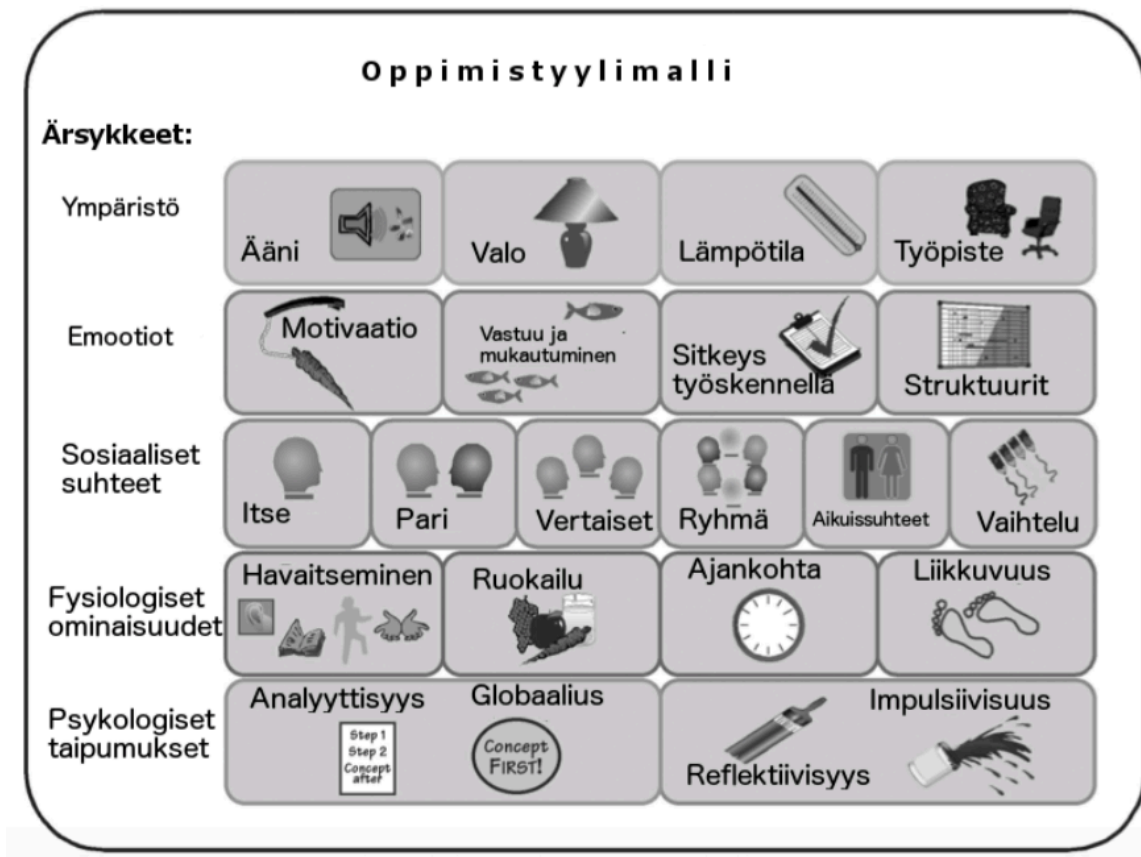 Oppimistyylimalli
Ärsykkeet:
Ympäristö
Ääni
Valo
Lämpötila
Työpiste
Emootiot
Motivaatio
Vastuu ja
mukautuminen
Sitkeys
työskennellä
Struktuurit
Sosiaaliset
suhteet
Itse
Pari
Vertaiset
Ryhmä
Aikuissuhteet
Vaihtelu
Fysiologiset
ominaisuudet
Havaitseminen
Ruokailu
Ajankohta
Liikkuvuus
Psykologiset
taipumukset
Analyyttisyys
Step 1
Step 2
Concept
after
Globaalius
Concept
FIRST!
Reflektiivisyys
Impulsiivisuus